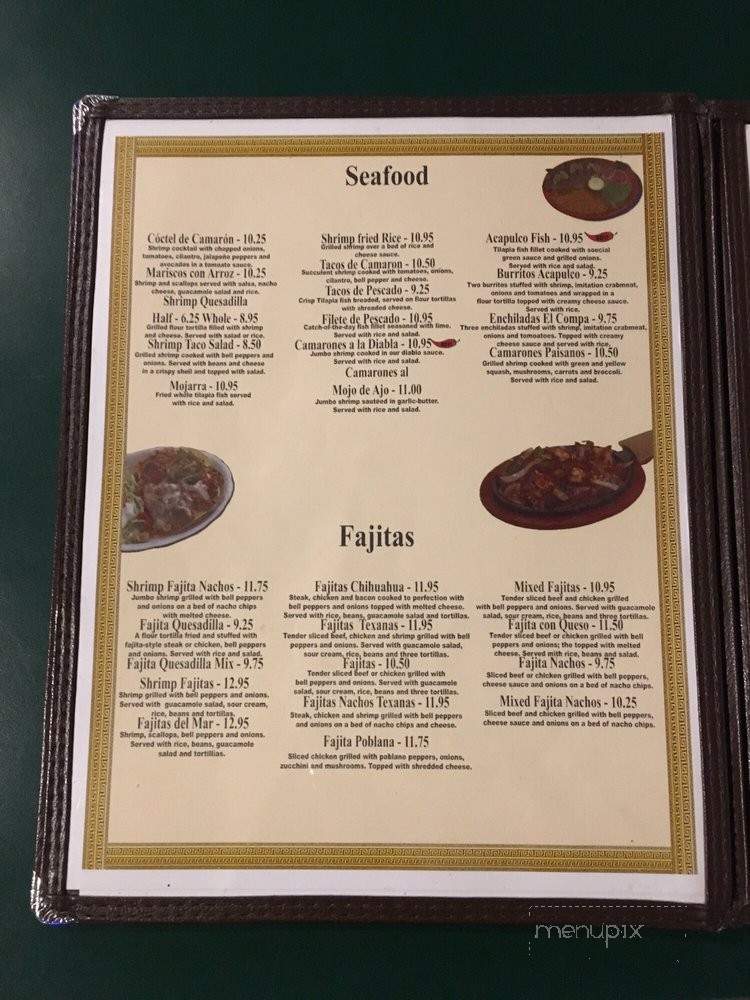 Seafood
Cóctel de Camarón - 10.25
Shrimp cocktail with chopped onions,
tomatoes, cilantro, jalapeño peppers and
avocados in a tomoato sauce.
Mariscos con Arroz - 10.25
Shrimp and scallops served with salsa, nacho
cheese, guacamole salad and rice.
Shrimp Quesadilla
Half - 6.25 Whole - 8.95
Grilled flour tortilla filled with shrimp
and cheese. Served with salad or rice.
Shrimp Taco Salad - 8.50
Grilled shrimp cooked with bell peppers and
onions. Served with beans and cheese
in a crispy shell and topped with salad.
Mojarra - 10.95
Fried whole tilapia fish served
with rice and salad.
Shrimp fried Rice - 10.95
Grilled shrimp over a bed of rice and
cheese sauce.
Tacos de Camaron - 10.50
Succulent shrimp cooked with tomatoes, onions,
cilantro, bell pepper and cheese.
Tacos de Pescado - 9.25
Crisp Tilapia fish breaded, served on flour tortillas
with shreaded cheese.
Filete de Pescado - 10.95
Catch-of-the-day fish fillet seasoned with lime.
Served with rice and salad.
Camarones a la Diabla - 10.95
Jumbo shrimp cooked in our diabla sauce.
Served with rice and salad.
Camarones al
Mojo de Ajo - 11.00
Jumbo shrimp sauteed in garlic-butter.
Served with rice and salad.
Acapulco Fish - 10.95
Tilapia fish fillet cooked with special
green sauce and grilled onions.
Served with rice and salad.
Burritos Acapulco - 9.25
Two burritos stuffed with shrimp, imitation crabmeat,
onions and tomatoes and wrapped in a
flour tortilla topped with creamy cheese sauce.
Served with rice.
Enchiladas El Compa - 9.75
Three enchiladas stuffed with shrimp, imitation crabmeat,
onions and tomatoes. Topped with creamy
cheese sauce and served with rice.
Camarones Paisanos - 10.50
Grilled shrimp cooked with green and yellow
squash, mushrooms, carrots and broccoli.
Served with rice and salad.
Fajitas
Shrimp Fajita Nachos - 11.75
Jumbo shrimp grilled with bell peppers
and onions on a bed of nacho chips
with melted cheese.
Fajita Quesadilla - 9.25
A flour tortilla fried and stuffed with
fajita-style steak or chicken, bell peppers
and onions. Served with rice and salad.
Fajita Quesadilla Mix - 9.75
Shrimp Fajitas - 12.95
Shrimp grilled with bell peppers and onions.
Served with guacamole salad, sour cream,
rice, beans and tortillas.
Fajitas del Mar - 12.95
Shrimp, scallops, bell peppers and onions.
Served with rice, beans, guacamole
salad and tortillias.
Fajitas Chihuahua - 11.95
Steak, chicken and bacon cooked to perfection with
bell peppers and onions topped with melted cheese.
Served with rice, beans, guacamole salad and tortillas.
Fajitas Texanas - 11.95
Tender sliced beef, chicken and shrimp grilled with bell
peppers and onions. Served with guacamole salad,
sour cream, rice, beans and three tortillas.
Fajitas - 10.50
Tender sliced beef or chicken grilled with
bell peppers and onions. Served with guacamole
salad, sour cream, rice, beans and three tortillas.
Fajitas Nachos Texanas - 11.95
Steak, chicken and shrimp grilled with bell peppers
and onions on a bed of nacho chips and cheese.
Fajita Poblana - 11.75
Sliced chicken grilled with poblano peppers, onions,
zucchini and mushrooms. Topped with shredded cheese.
Mixed Fajitas - 10.95
Tender sliced beef and chicken grilled
with bell peppers and onions. Served with guacamole
salad, sour cream, rice, beans and three tortillas.
Fajita con Queso - 11.50
Tender sliced beef or chicken grilled with bell
peppers and onions; the topped with melted
cheese. Served with rice, beans and salad.
Fajita Nachos - 9.75
Sliced beef or chicken grilled with bell peppers,
cheese sauce and onions on a bed of nacho chips.
Mixed Fajita Nachos - 10.25
Sliced beef and chicken grilled with bell peppers,
cheese sauce and onions on a bed of nacho chips.
menupix